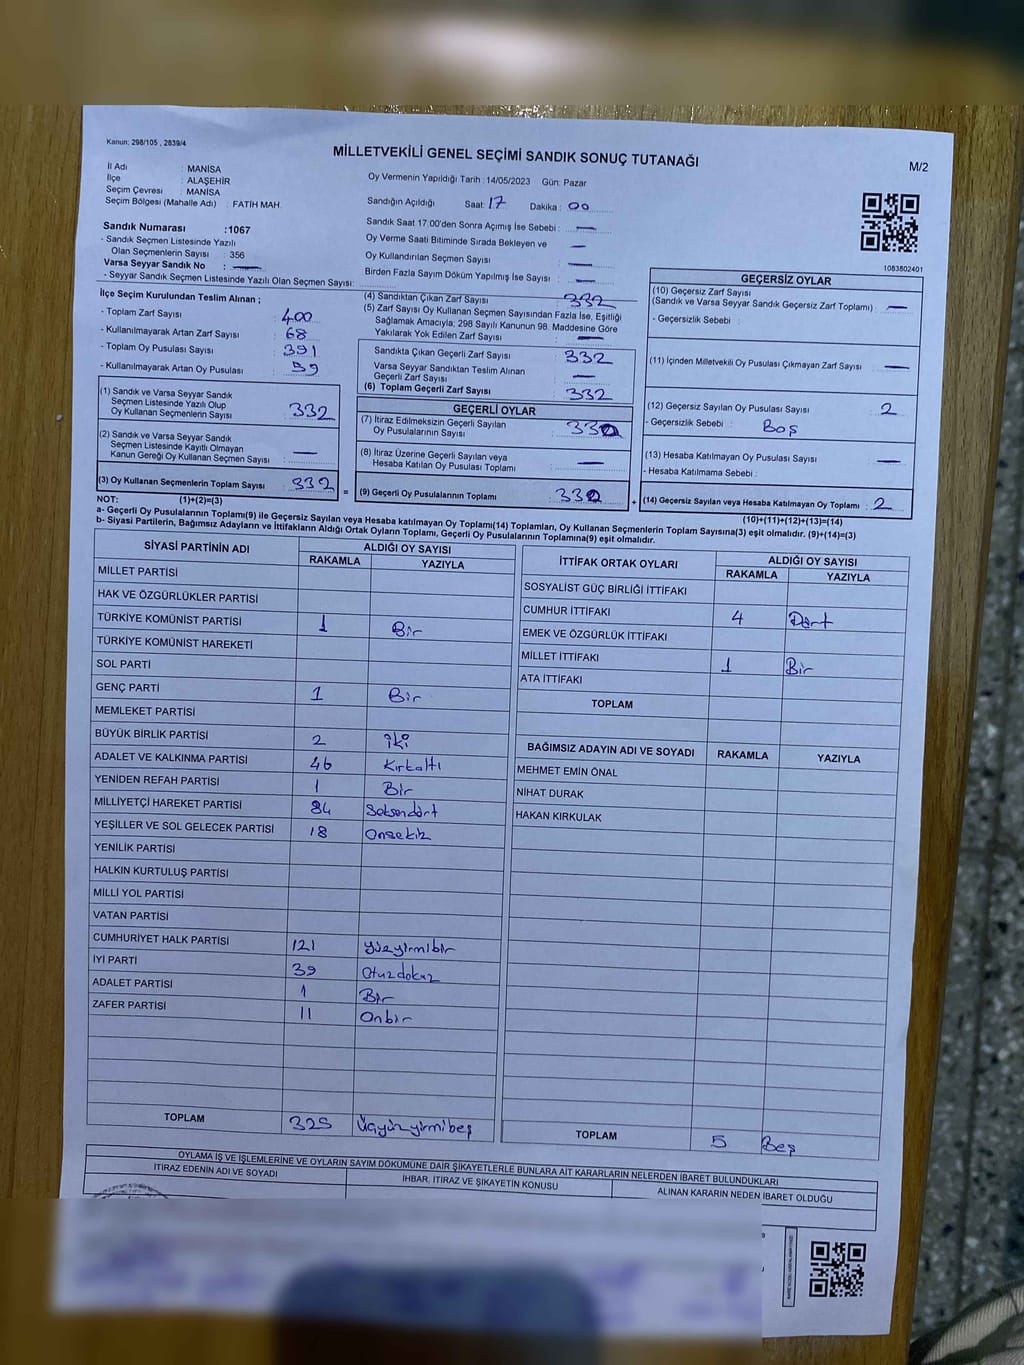 Kanun; 298/105 , 2839/4
MİLLETVEKİLİ GENEL SEÇİMİ SANDIK SONUÇ TUTANAĞI
M/2
İl Adı : MANİSA
İlçe : ALAŞEHİR
Seçim Çevresi : MANİSA
Seçim Bölgesi (Mahalle Adı) : FATİH MAH.
Oy Vermenin Yapıldığı Tarih : 14/05/2023 Gün: Pazar
Sandığın Açıldığı Saat: 17 Dakika : 00
Sandık Saat 17:00'den Sonra Açımış İse Sebebi : —
Oy Verme Saati Bitiminde Sırada Bekleyen ve —
Oy Kullandırılan Seçmen Sayısı : —
Birden Fazla Sayım Döküm Yapılmış İse Sayısı : —
Sandık Numarası :1067
- Sandık Seçmen Listesinde Yazılı
Olan Seçmenlerin Sayısı : 356
Varsa Seyyar Sandık No : —
- Seyyar Sandık Seçmen Listesinde Yazılı Olan Seçmen Sayısı:
1083802401
İlçe Seçim Kurulundan Teslim Alınan ;
- Toplam Zarf Sayısı : 400
- Kullanılmayarak Artan Zarf Sayısı : 68
- Toplam Oy Pusulası Sayısı : 391
- Kullanılmayarak Artan Oy Pusulası : 59
(1) Sandık ve Varsa Seyyar Sandık
Seçmen Listesinde Yazılı Olup
Oy Kullanan Seçmenlerin Sayısı : 332
(2) Sandık ve Varsa Seyyar Sandık
Seçmen Listesinde Kayıtlı Olmayan
Kanun Gereği Oy Kullanan Seçmen Sayısı : —
(3) Oy Kullanan Seçmenlerin Toplam Sayısı : 332
(4) Sandıktan Çıkan Zarf Sayısı : 332
(5) Zarf Sayısı Oy Kullanan Seçmen Sayısından Fazla İse, Eşitliği
Sağlamak Amacıyla, 298 Sayılı Kanunun 98. Maddesine Göre
Yakılarak Yok Edilen Zarf Sayısı : —
Sandıkta Çıkan Geçerli Zarf Sayısı : 332
Varsa Seyyar Sandıktan Teslim Alınan
Geçerli Zarf Sayısı : —
(6) Toplam Geçerli Zarf Sayısı : 332
GEÇERLİ OYLAR
(7) İtiraz Edilmeksizin Geçerli Sayılan
Oy Pusulalarının Sayısı : 330
(8) İtiraz Üzerine Geçerli Sayılan veya
Hesaba Katılan Oy Pusulası Toplamı : —
= (9) Geçerli Oy Pusulalarının Toplamı : 330 +
GEÇERSİZ OYLAR
(10) Geçersiz Zarf Sayısı
(Sandık ve Varsa Seyyar Sandık Geçersiz Zarf Toplamı) : —
- Geçersizlik Sebebi :
(11) İçinden Milletvekili Oy Pusulası Çıkmayan Zarf Sayısı : —
(12) Geçersiz Sayılan Oy Pusulası Sayısı : 2
- Geçersizlik Sebebi : Boş
(13) Hesaba Katılmayan Oy Pusulası Sayısı : —
- Hesaba Katılmama Sebebi :
(14) Geçersiz Sayılan veya Hesaba Katılmayan Oy Toplamı : 2
NOT: (1)+(2)=(3)
(10)+(11)+(12)+(13)=(14)
a- Geçerli Oy Pusulalarının Toplamı(9) ile Geçersiz Sayılan veya Hesaba katılmayan Oy Toplamı(14) Toplamları, Oy Kullanan Seçmenlerin Toplam Sayısına(3) eşit olmalıdır. (9)+(14)=(3)
b- Siyasi Partilerin, Bağımsız Adayların ve İttifakların Aldığı Ortak Oyların Toplamı, Geçerli Oy Pusulalarının Toplamına(9) eşit olmalıdır.
SİYASİ PARTİNİN ADI ALDIĞI OY SAYISI
RAKAMLA YAZIYLA
MİLLET PARTİSİ
HAK VE ÖZGÜRLÜKLER PARTİSİ
TÜRKİYE KOMÜNİST PARTİSİ 1 Bir
TÜRKİYE KOMÜNİST HAREKETİ
SOL PARTİ
GENÇ PARTİ 1 Bir
MEMLEKET PARTİSİ
BÜYÜK BİRLİK PARTİSİ 2 iki
ADALET VE KALKINMA PARTİSİ 46 Kırkaltı
YENİDEN REFAH PARTİSİ 1 Bir
MİLLİYETÇİ HAREKET PARTİSİ 84 Seksendört
YEŞİLLER VE SOL GELECEK PARTİSİ 18 Onsekiz
YENİLİK PARTİSİ
HALKIN KURTULUŞ PARTİSİ
MİLLİ YOL PARTİSİ
VATAN PARTİSİ
CUMHURİYET HALK PARTİSİ 121 Yüzyirmibir
İYİ PARTİ 39 Otuzdokuz
ADALET PARTİSİ 1 Bir
ZAFER PARTİSİ 11 Onbir
TOPLAM 325 Üçyüzyirmibeş
İTTİFAK ORTAK OYLARI ALDIĞI OY SAYISI
RAKAMLA YAZIYLA
SOSYALİST GÜÇ BİRLİĞİ İTTİFAKI
CUMHUR İTTİFAKI 4 Dört
EMEK VE ÖZGÜRLÜK İTTİFAKI
MİLLET İTTİFAKI 1 Bir
ATA İTTİFAKI
TOPLAM
BAĞIMSIZ ADAYIN ADI VE SOYADI RAKAMLA YAZIYLA
MEHMET EMİN ÖNAL
NİHAT DURAK
HAKAN KIRKULAK
TOPLAM 5 Beş
OYLAMA İŞ VE İŞLEMLERİNE VE OYLARIN SAYIM DÖKÜMÜNE DAİR ŞİKAYETLERLE BUNLARA AİT KARARLARIN NELERDEN İBARET BULUNDUKLARI
İTİRAZ EDENİN ADI VE SOYADI İHBAR, İTİRAZ VE ŞİKAYETİN KONUSU ALINAN KARARIN NEDEN İBARET OLDUĞU